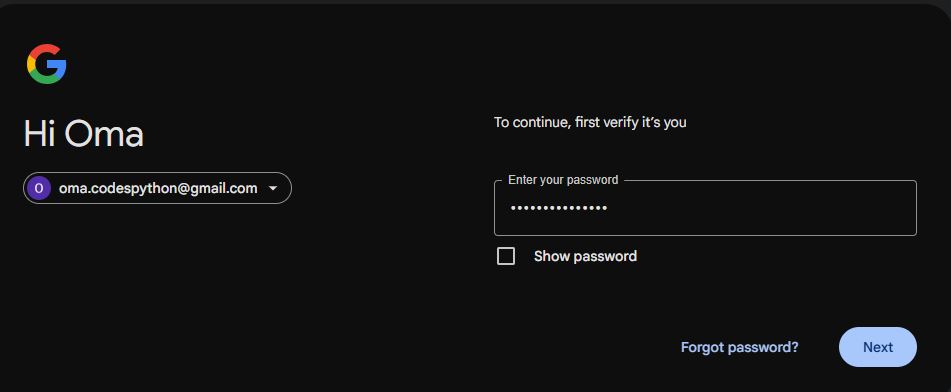 Hi Oma
O oma.codespython@gmail.com
To continue, first verify it's you
Enter your password
•••••••••••••••
Show password
Forgot password?
Next